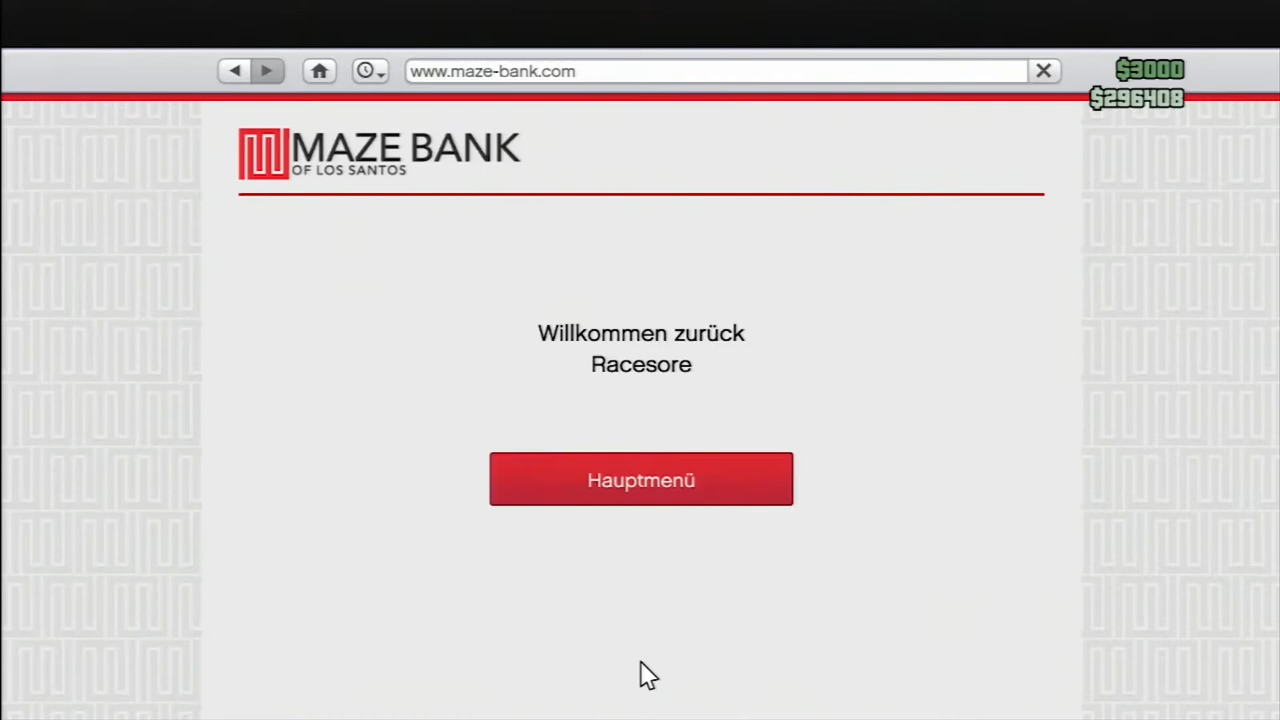 www.maze-bank.com
$3000
$296408
MAZE BANK
OF LOS SANTOS
Willkommen zurück
Racesore
Hauptmenü